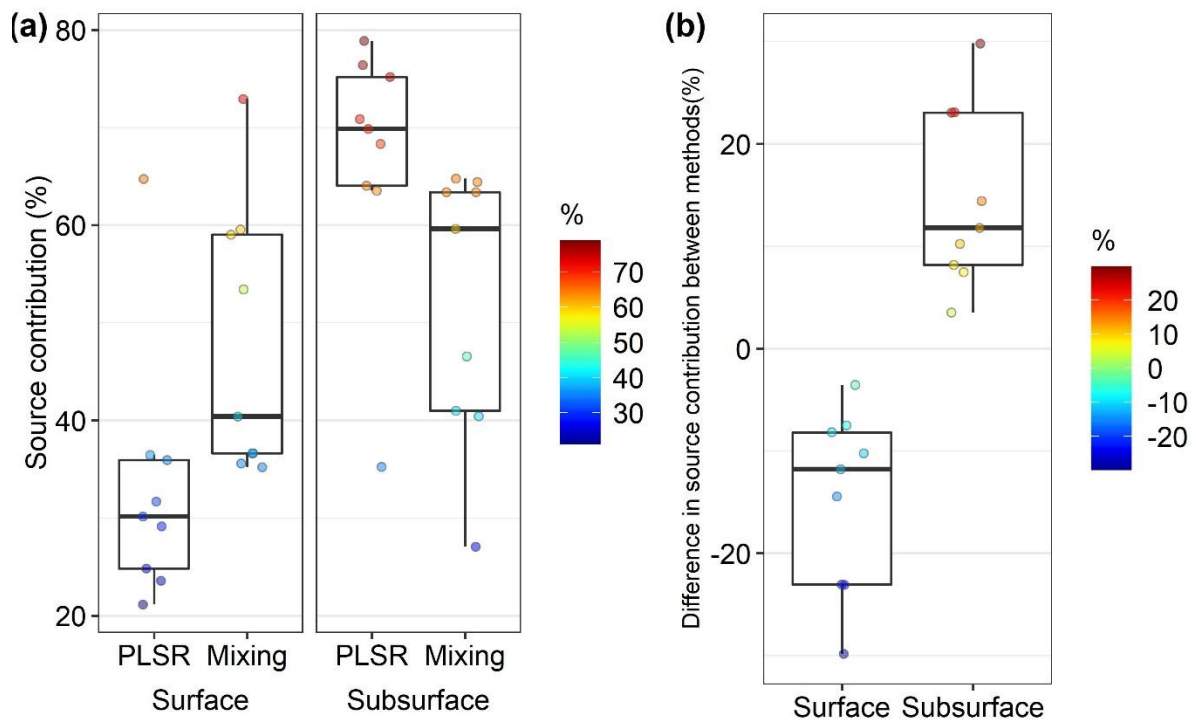 (a)
Source contribution (%)
80
60
40
20
PLSR Mixing PLSR Mixing
Surface Subsurface
%
70
60
50
40
30
(b)
Difference in source contribution between methods(%)
20
0
-20
Surface Subsurface
%
20
10
0
-10
-20